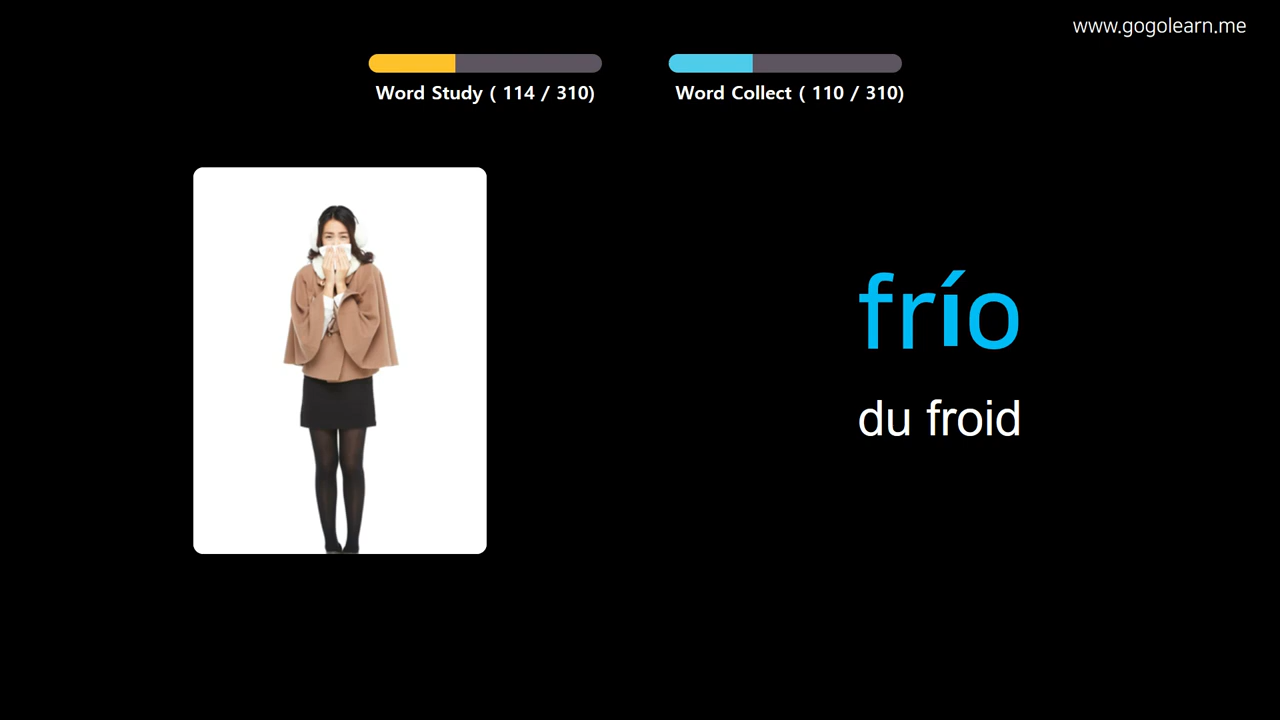 www.gogolearn.me
Word Study ( 114 / 310)
Word Collect ( 110 / 310)
frío
du froid